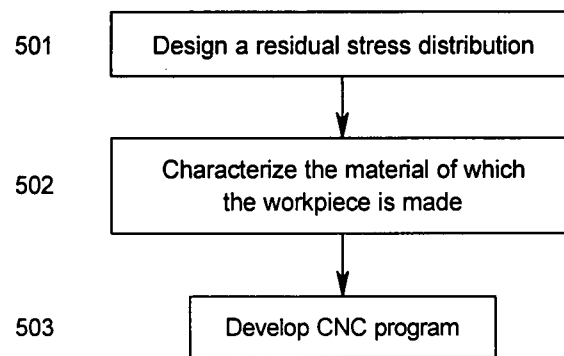 501
Design a residual stress distribution
502
Characterize the material of which
the workpiece is made
503
Develop CNC program